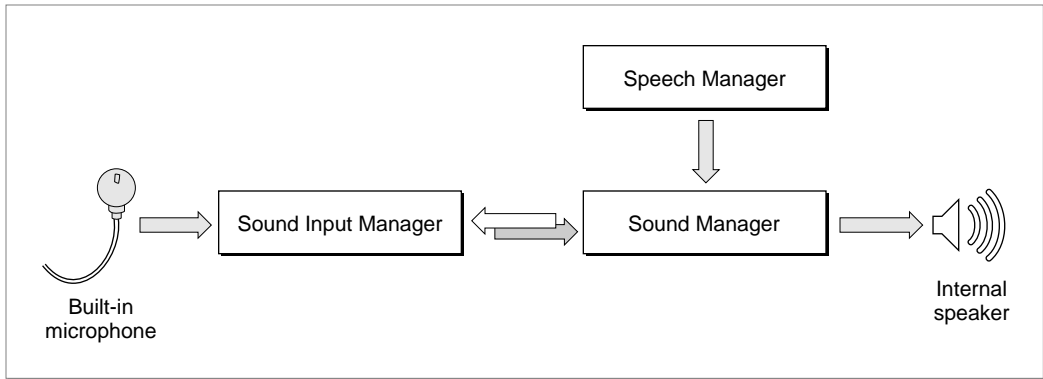 Speech Manager
Sound Input Manager
Sound Manager
Built-in
microphone
Internal
speaker